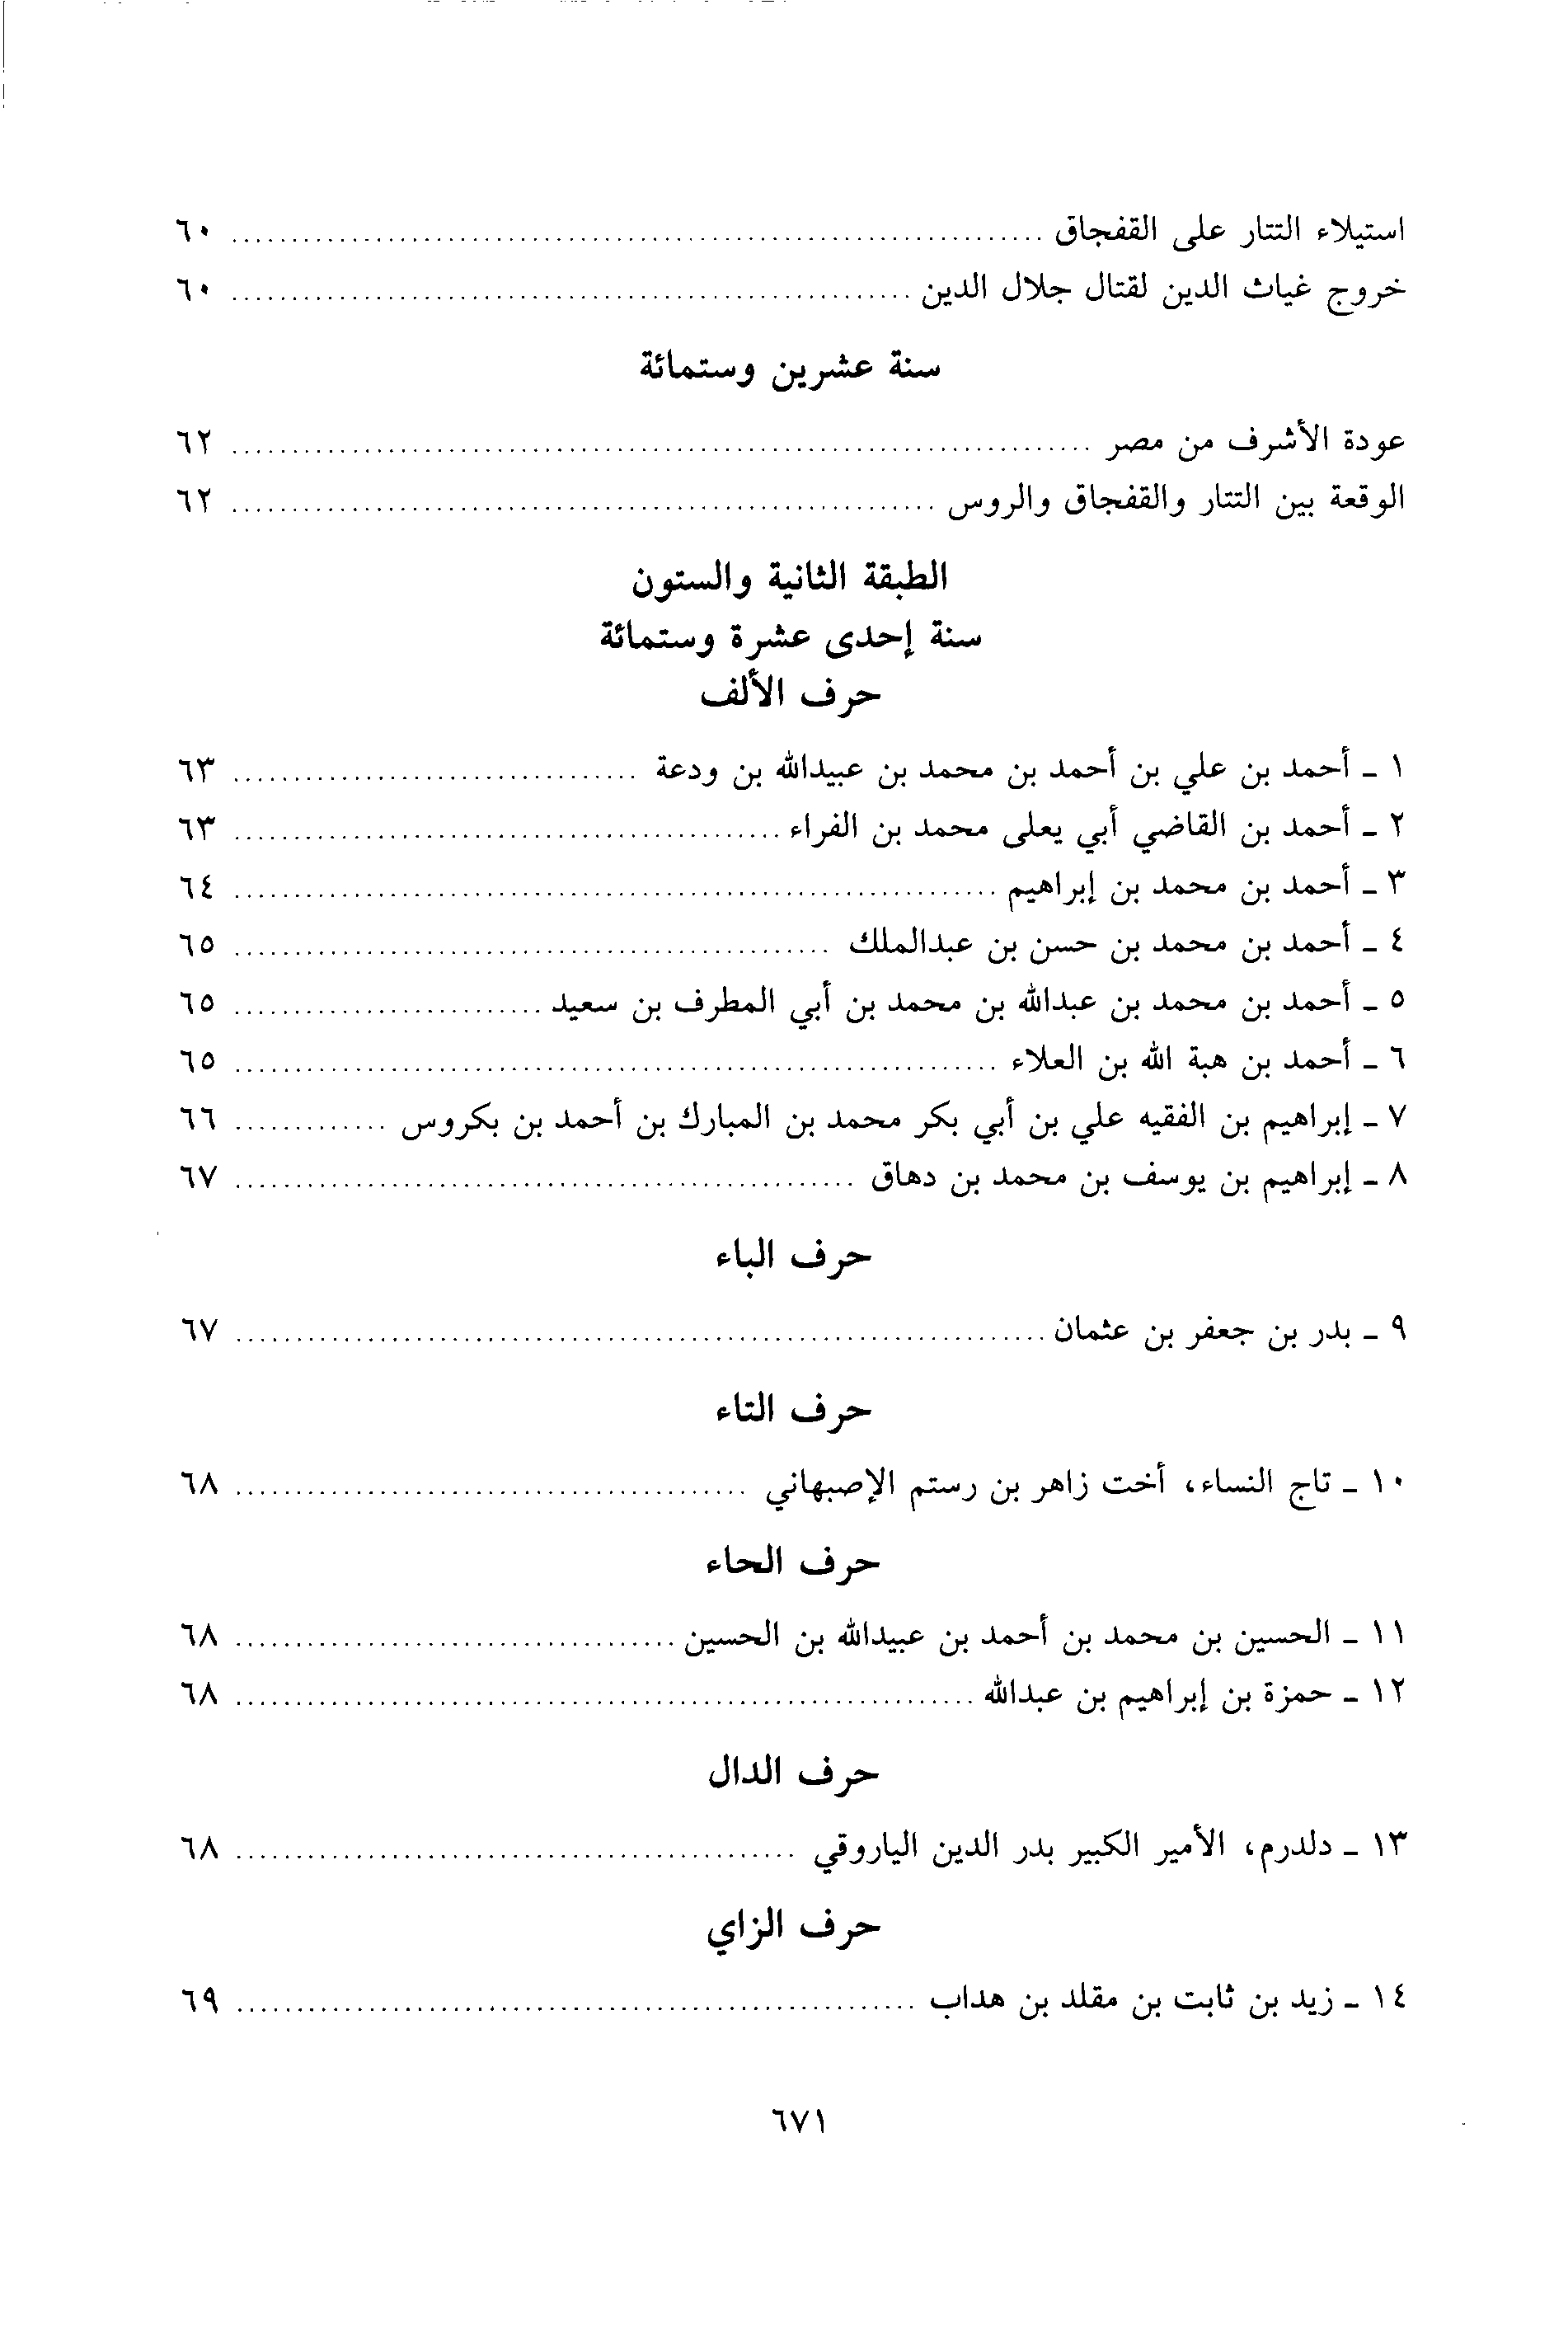 استيلاء التتار على القفجاق ........................ ٦٠
خروج غياث الدين لقتال جلال الدين ........................ ٦٠
سنة عشرين وستمائة
عودة الأشرف من مصر ........................ ٦٢
الوقعة بين التتار والقفجاق والروس ........................ ٦٢
الطبقة الثانية والستون
سنة إحدى عشرة وستمائة
حرف الألف
١ - أحمد بن علي بن أحمد بن محمد بن عبيدالله بن ودعة ........................ ٦٣
٢ - أحمد بن القاضي أبي يعلى محمد بن الفراء ........................ ٦٣
٣ - أحمد بن محمد بن إبراهيم ........................ ٦٤
٤ - أحمد بن محمد بن حسن بن عبدالملك ........................ ٦٥
٥ - أحمد بن محمد بن عبدالله بن محمد بن أبي المطرف بن سعيد ........................ ٦٥
٦ - أحمد بن هبة الله بن العلاء ........................ ٦٥
٧ - إبراهيم بن الفقيه علي بن أبي بكر محمد بن المبارك بن أحمد بن بكروس ............. ٦٦
٨ - إبراهيم بن يوسف بن محمد بن دهاق ........................ ٦٧
حرف الباء
٩ - بدر بن جعفر بن عثمان ........................ ٦٧
حرف التاء
١٠ - تاج النساء، أخت زاهر بن رستم الإصبهاني ........................ ٦٨
حرف الحاء
١١ - الحسين بن محمد بن أحمد بن عبيدالله بن الحسين ........................ ٦٨
١٢ - حمزة بن إبراهيم بن عبدالله ........................ ٦٨
حرف الدال
١٣ - دلدرم، الأمير الكبير بدر الدين الياروقي ........................ ٦٨
حرف الزاي
١٤ - زيد بن ثابت بن مقلد بن هداب ........................ ٦٩
٦٧١